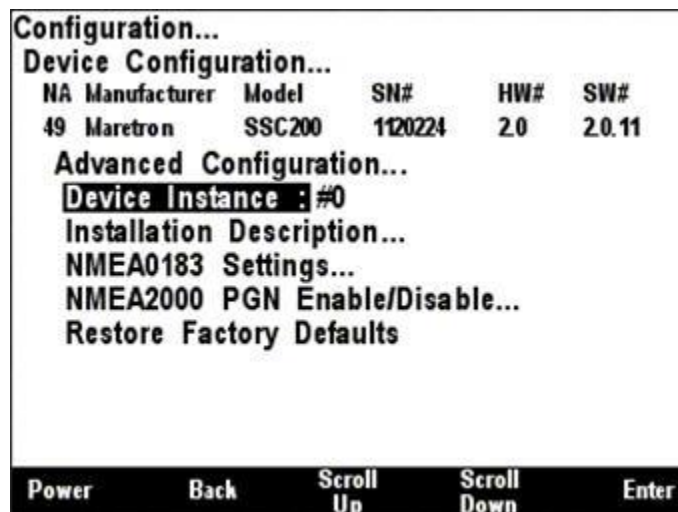 Configuration...
Device Configuration...
NA Manufacturer Model SN# HW# SW#
49 Maretron SSC200 1120224 2.0 2.0.11
Advanced Configuration...
Device Instance : #0
Installation Description...
NMEA0183 Settings...
NMEA2000 PGN Enable/Disable...
Restore Factory Defaults
Power Back Scroll Up Scroll Down Enter